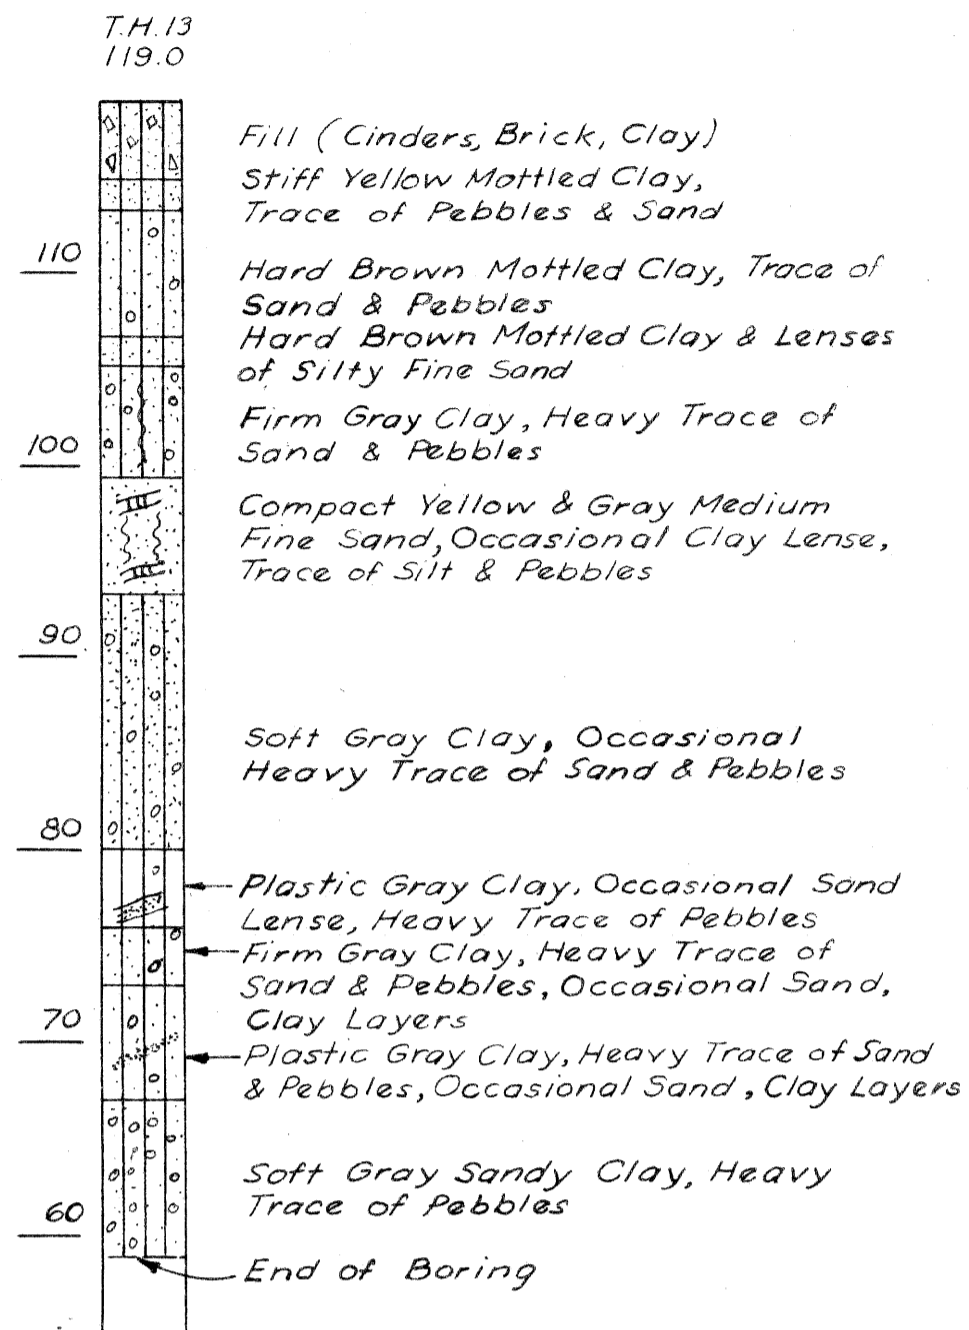 T.H. 13
119.0
Fill (Cinders, Brick, Clay)
Stiff Yellow Mottled Clay,
Trace of Pebbles & Sand
110
Hard Brown Mottled Clay, Trace of
Sand & Pebbles
Hard Brown Mottled Clay & Lenses
of Silty Fine Sand
Firm Gray Clay, Heavy Trace of
100
Sand & Pebbles
Compact Yellow & Gray Medium
Fine Sand, Occasional Clay Lense,
Trace of Silt & Pebbles
90
Soft Gray Clay, Occasional
Heavy Trace of Sand & Pebbles
80
Plastic Gray Clay, Occasional Sand
Lense, Heavy Trace of Pebbles
Firm Gray Clay, Heavy Trace of
Sand & Pebbles, Occasional Sand,
70
Clay Layers
Plastic Gray Clay, Heavy Trace of Sand
& Pebbles, Occasional Sand, Clay Layers
Soft Gray Sandy Clay, Heavy
Trace of Pebbles
60
End of Boring